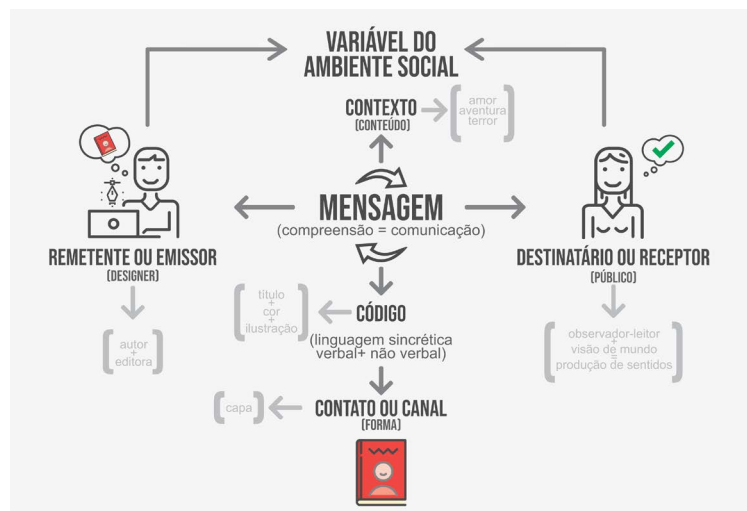 VARIÁVEL DO
AMBIENTE SOCIAL
CONTEXTO
(CONTEÚDO)
amor
aventura
terror
MENSAGEM
(compreensão = comunicação)
REMETENTE OU EMISSOR
(DESIGNER)
autor
+
editora
DESTINATÁRIO OU RECEPTOR
(PÚBLICO)
observador-leitor
+
visão de mundo
=
produção de sentidos
CÓDIGO
título
+
cor
+
ilustração
(linguagem sincrética
verbal+ não verbal)
CONTATO OU CANAL
(FORMA)
capa